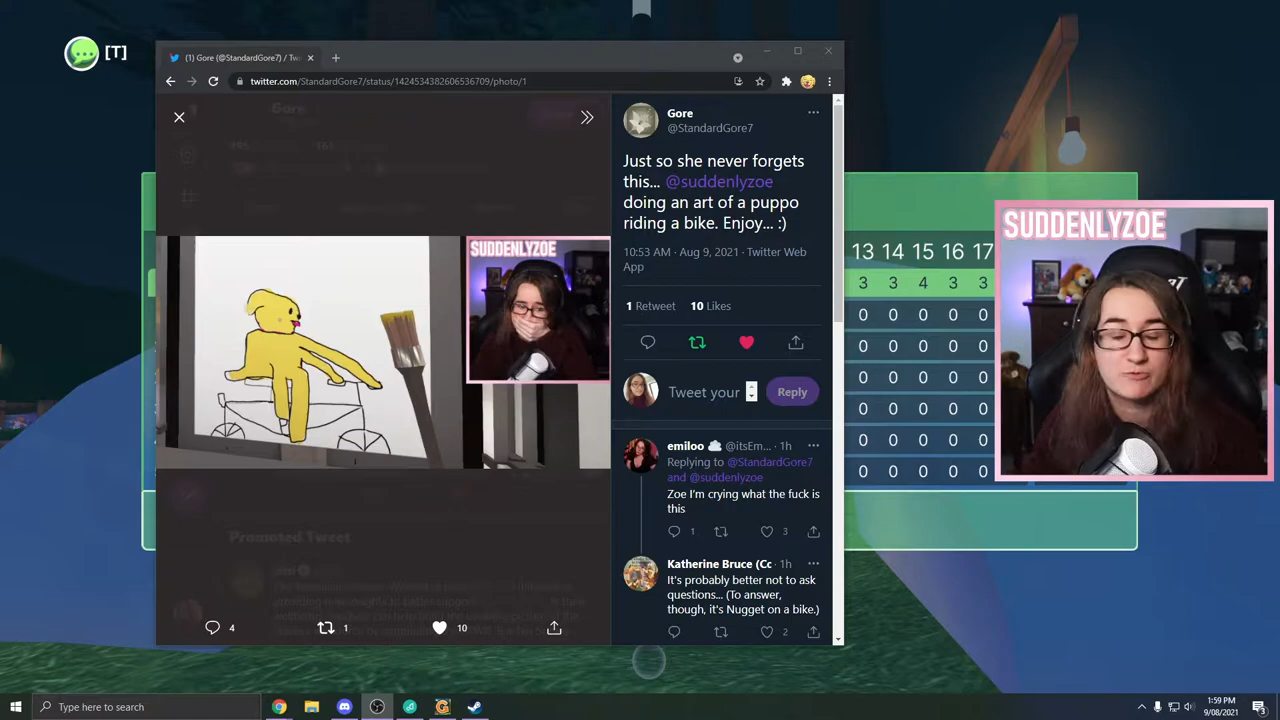 [T]
(1) Gore (@StandardGore7) / Tw
twitter.com/StandardGore7/status/1424534382606536709/photo/1
Gore
@StandardGore7
Just so she never forgets
this... @suddenlyzoe
doing an art of a puppo
riding a bike. Enjoy... :)
10:53 AM · Aug 9, 2021 · Twitter Web
App
1 Retweet 10 Likes
Tweet your
Reply
emiloo @itsEm... · 1h
Replying to @StandardGore7
and @suddenlyzoe
Zoe I'm crying what the fuck is
this
1 3
Katherine Bruce (Cc · 1h
It's probably better not to ask
questions... (To answer,
though, it's Nugget on a bike.)
2
SUDDENLYZOE
Gore
Promoted Tweet
4 1 10
13 14 15 16 17
3 3 4 3 3
0 0 0 0 0
0 0 0 0 0
0 0 0 0 0
0 0 0 0 0
0 0 0 0 0
0 0 0 0 0
SUDDENLYZOE
Type here to search
1:59 PM
9/08/2021
3